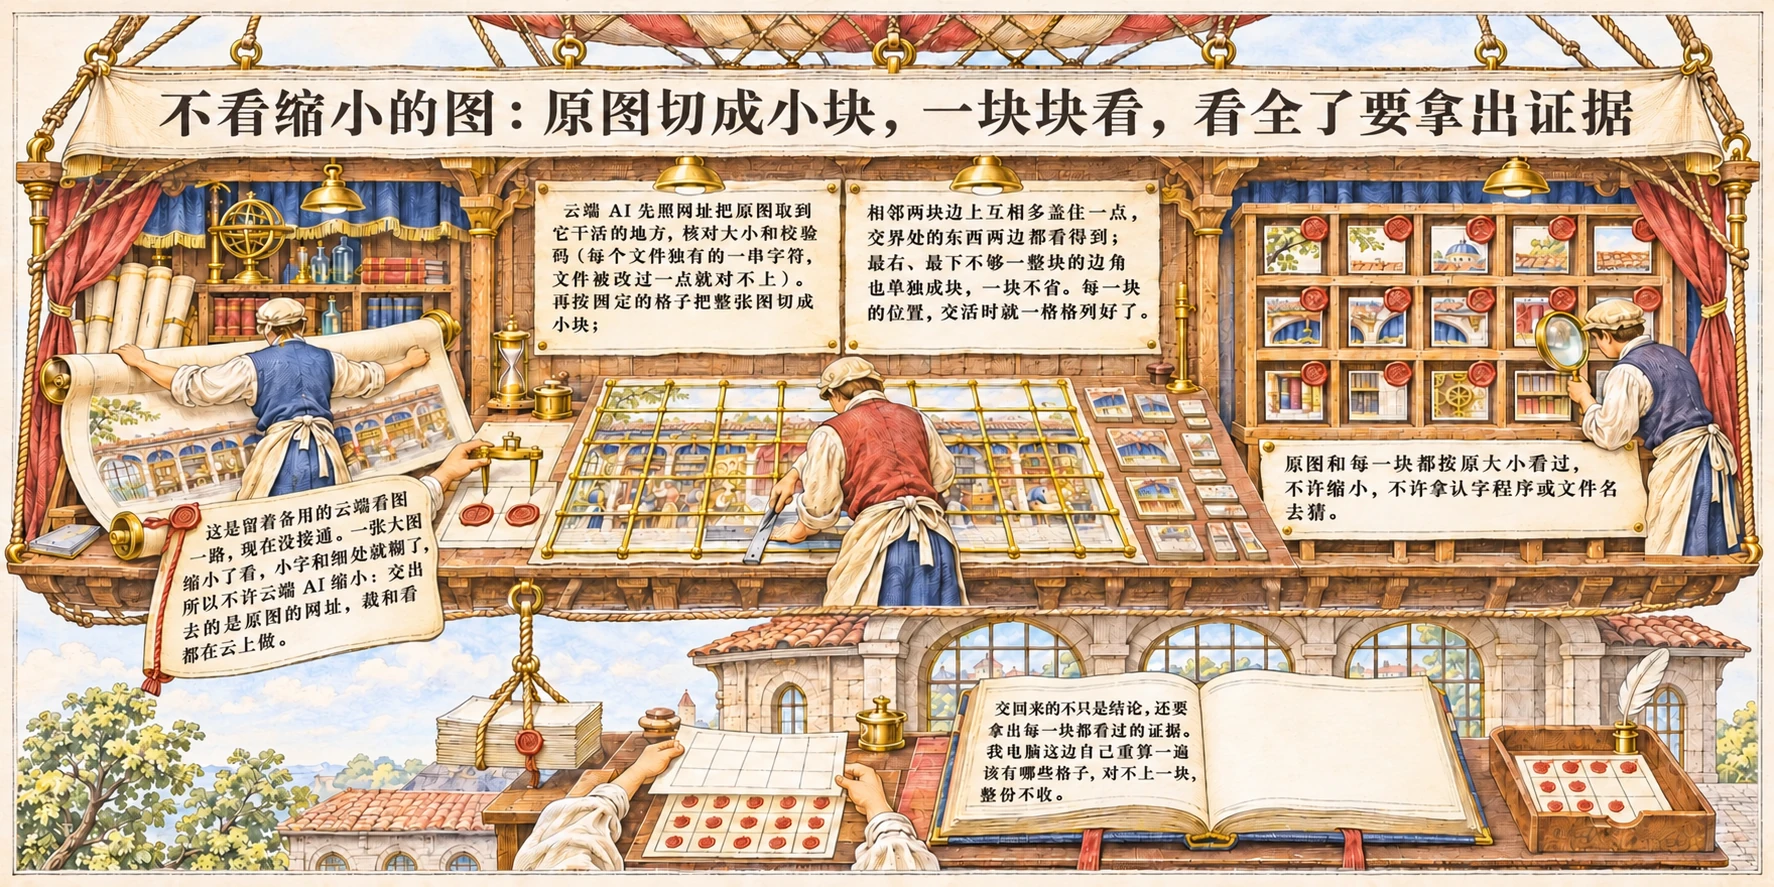 不看缩小的图：原图切成小块，一块块看，看全了要拿出证据
云端 AI 先照网址把原图取到
它干活的地方，核对大小和校验
码（每个文件独有的一串字符，
文件被改过一点就对不上）。
再按固定的格子把整张图切成
小块；
相邻两块边上互相多盖住一点，
交界处的东西两边都看得到；
最右、最下不够一整块的边角
也单独成块，一块不省。每一块
的位置，交活时就一格格列好了。
原图和每一块都按原大小看过，
不许缩小，不许拿认字程序或文件名
去猜。
这是留着备用的云端看图
一路，现在没接通。一张大图
缩小了看，小字和细处就糊了，
所以不许云端 AI 缩小：交出
去的是原图的网址，裁和看
都在云上做。
交回来的不只是结论，还要
拿出每一块都看过的证据。
我电脑这边自己重算一遍
该有哪些格子，对不上一块，
整份不收。